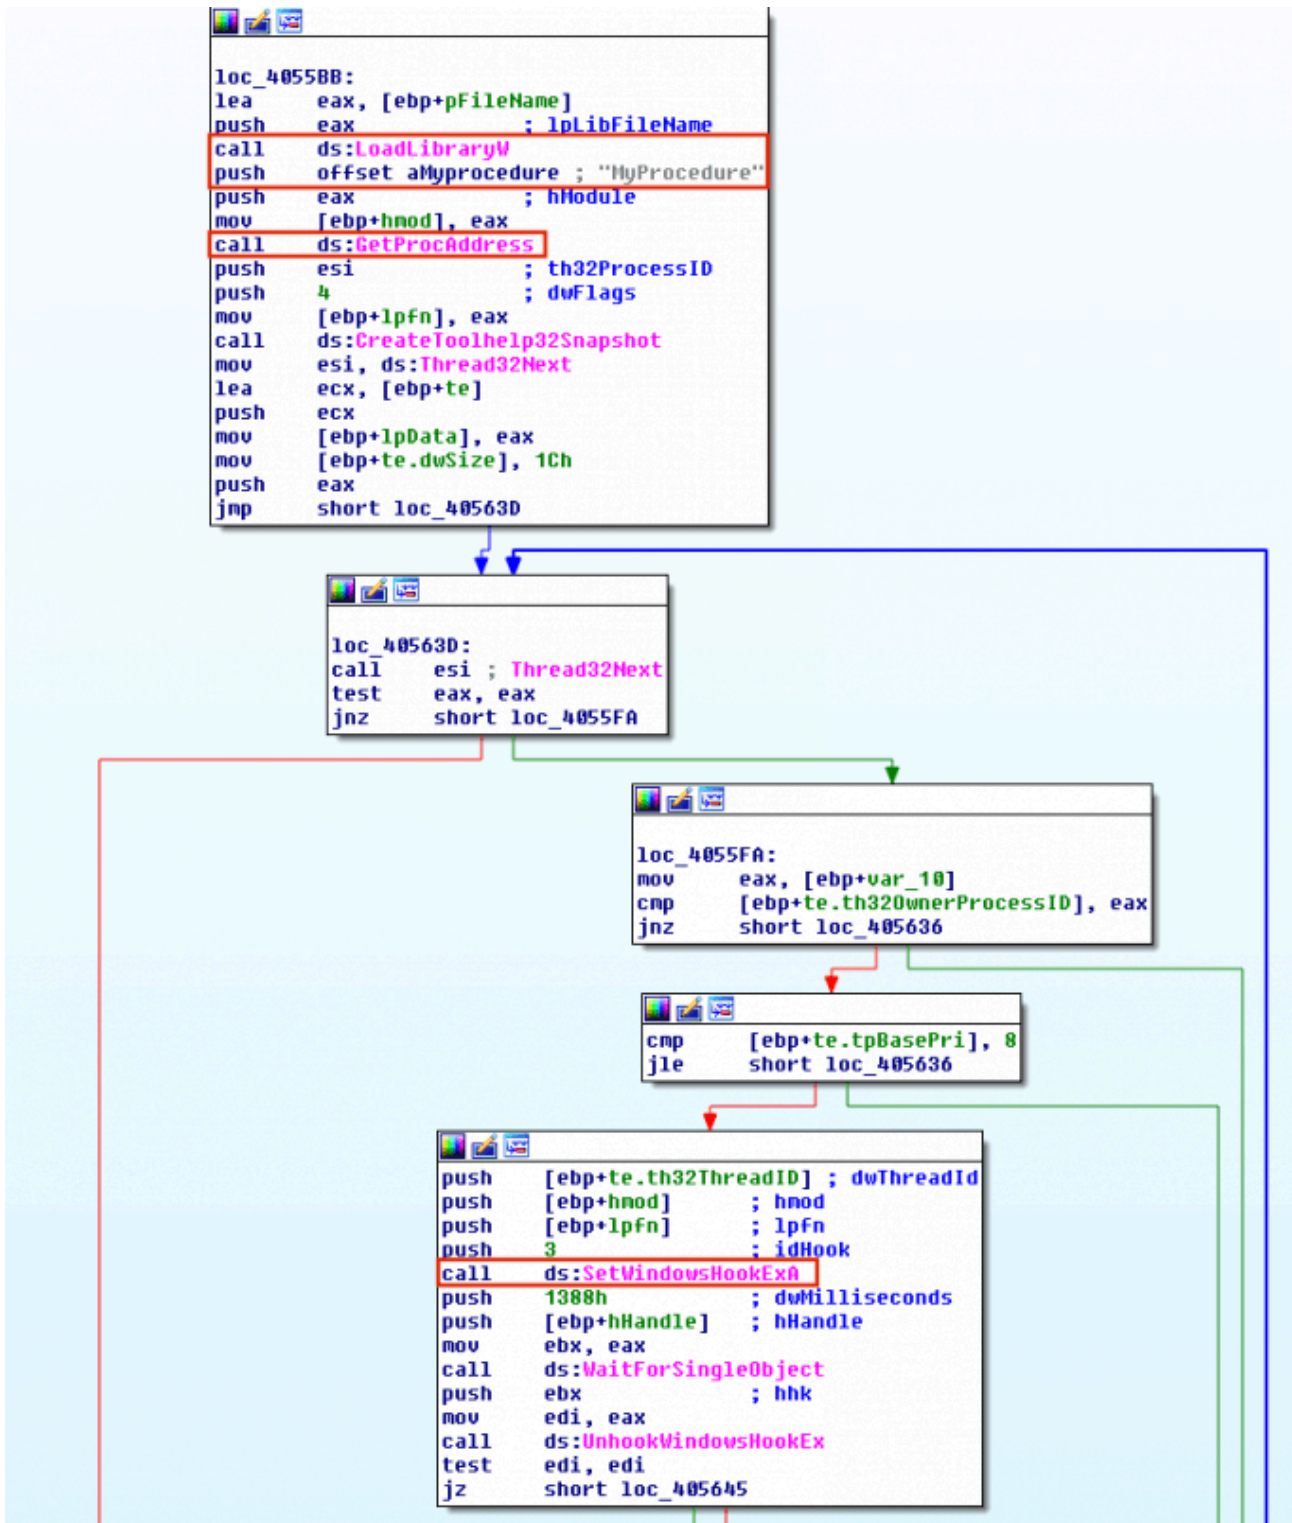 loc_4055BB:
lea eax, [ebp+pFileName]
push eax ; lpLibFileName
call ds:LoadLibraryW
push offset aMyprocedure ; "MyProcedure"
push eax ; hModule
mov [ebp+hmod], eax
call ds:GetProcAddress
push esi ; th32ProcessID
push 4 ; dwFlags
mov [ebp+lpfn], eax
call ds:CreateToolhelp32Snapshot
mov esi, ds:Thread32Next
lea ecx, [ebp+te]
push ecx
mov [ebp+lpData], eax
mov [ebp+te.dwSize], 1Ch
push eax
jmp short loc_40563D
loc_40563D:
call esi ; Thread32Next
test eax, eax
jnz short loc_4055FA
loc_4055FA:
mov eax, [ebp+var_10]
cmp [ebp+te.th32OwnerProcessID], eax
jnz short loc_405636
cmp [ebp+te.tpBasePri], 8
jle short loc_405636
push [ebp+te.th32ThreadID] ; dwThreadId
push [ebp+hmod] ; hmod
push [ebp+lpfn] ; lpfn
push 3 ; idHook
call ds:SetWindowsHookExA
push 1388h ; dwMilliseconds
push [ebp+hHandle] ; hHandle
mov ebx, eax
call ds:WaitForSingleObject
push ebx ; hhk
mov edi, eax
call ds:UnhookWindowsHookEx
test edi, edi
jz short loc_405645